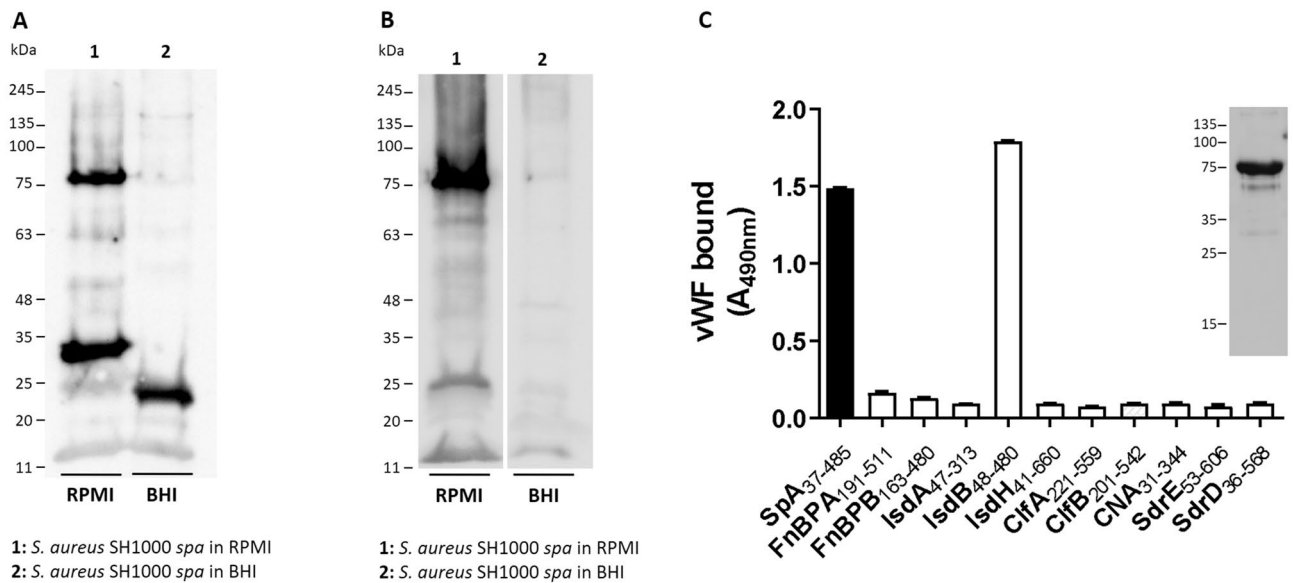 A
kDa
1 2
245
135
100
75
63
48
35
25
20
11
RPMI BHI
1: S. aureus SH1000 spa in RPMI
2: S. aureus SH1000 spa in BHI
B
kDa
1 2
245
135
100
75
63
48
35
25
20
11
RPMI BHI
1: S. aureus SH1000 spa in RPMI
2: S. aureus SH1000 spa in BHI
C
vWF bound
(A490nm)
2.0
1.5
1.0
0.5
0.0
135
100
75
35
25
15
SpA37-485
FnBPA191-511
FnBPB163-480
IsdA47-313
IsdB48-480
IsdH41-660
ClfA221-559
ClfB201-542
CNA31-344
SdrE53-606
SdrD36-568